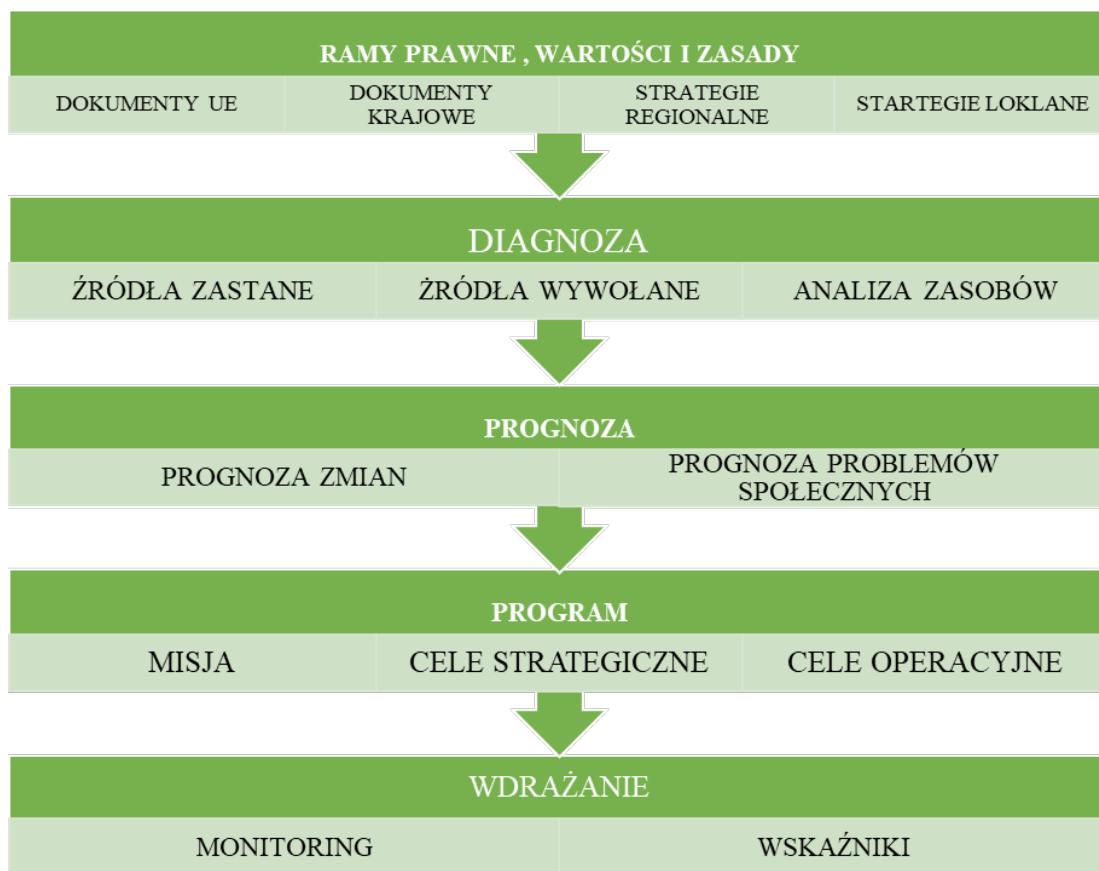 RAMY PRAWNE , WARTOŚCI I ZASADY
DOKUMENTY UE
DOKUMENTY
KRAJOWE
STRATEGIE
REGIONALNE
STARTEGIE LOKLANE
DIAGNOZA
ŹRÓDŁA ZASTANE
ŻRÓDŁA WYWOŁANE
ANALIZA ZASOBÓW
PROGNOZA
PROGNOZA ZMIAN
PROGNOZA PROBLEMÓW
SPOŁECZNYCH
PROGRAM
MISJA
CELE STRATEGICZNE
CELE OPERACYJNE
WDRAŻANIE
MONITORING
WSKAŹNIKI